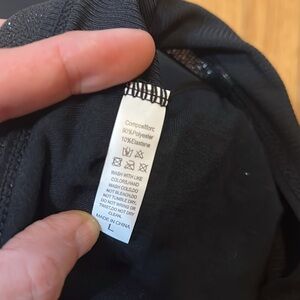 Composition:
90%Polyester
10%Elastane
WASH WITH LIKE
COLORS,HAND
WASH COLD,DO
NOT BLEACH,DO
NOT TUMBLE DRY,
DO NOT WRING OR
TWIST,DO NOT DRY
CLEAN.
MADE IN CHINA
L